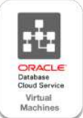 ORACLE
Database
Cloud Service
Virtual
Machines